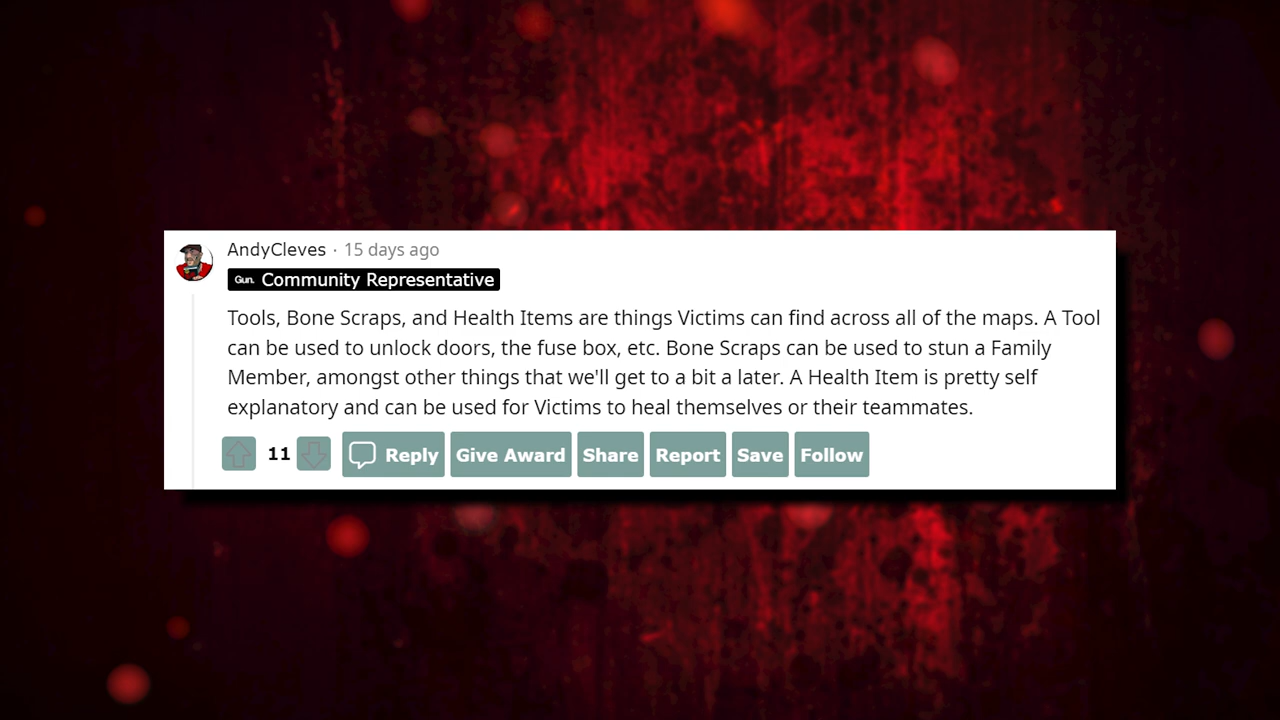 AndyCleves · 15 days ago
Gun. Community Representative
Tools, Bone Scraps, and Health Items are things Victims can find across all of the maps. A Tool
can be used to unlock doors, the fuse box, etc. Bone Scraps can be used to stun a Family
Member, amongst other things that we'll get to a bit a later. A Health Item is pretty self
explanatory and can be used for Victims to heal themselves or their teammates.
11 Reply Give Award Share Report Save Follow